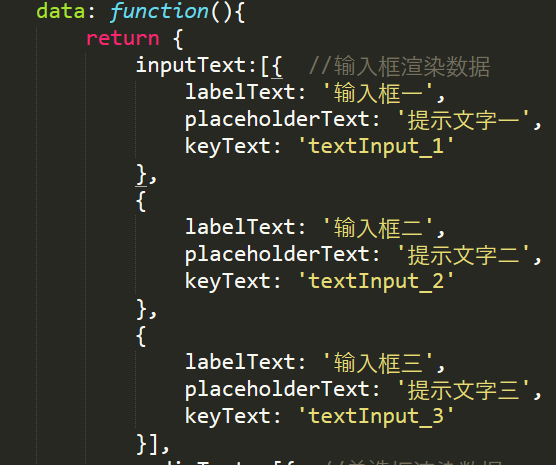 data: function(){
return {
inputText:[{  //输入框渲染数据
labelText: '输入框一',
placeholderText: '提示文字一',
keyText: 'textInput_1'
},
{
labelText: '输入框二',
placeholderText: '提示文字二',
keyText: 'textInput_2'
},
{
labelText: '输入框三',
placeholderText: '提示文字三',
keyText: 'textInput_3'
}],